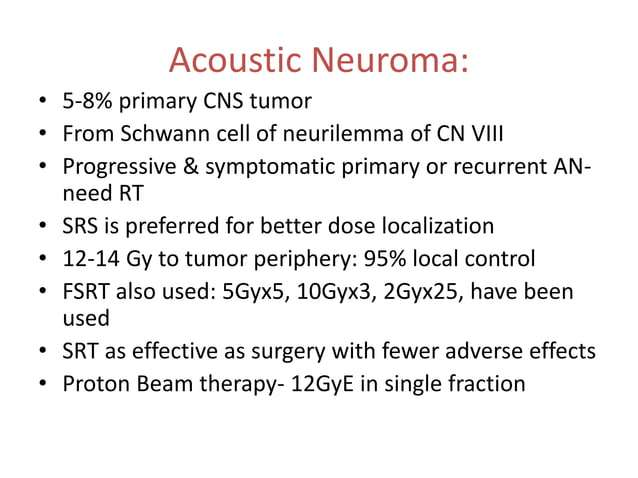 Acoustic Neuroma:
• 5-8% primary CNS tumor
• From Schwann cell of neurilemma of CN VIII
• Progressive & symptomatic primary or recurrent AN-
need RT
• SRS is preferred for better dose localization
• 12-14 Gy to tumor periphery: 95% local control
• FSRT also used: 5Gyx5, 10Gyx3, 2Gyx25, have been
used
• SRT as effective as surgery with fewer adverse effects
• Proton Beam therapy- 12GyE in single fraction